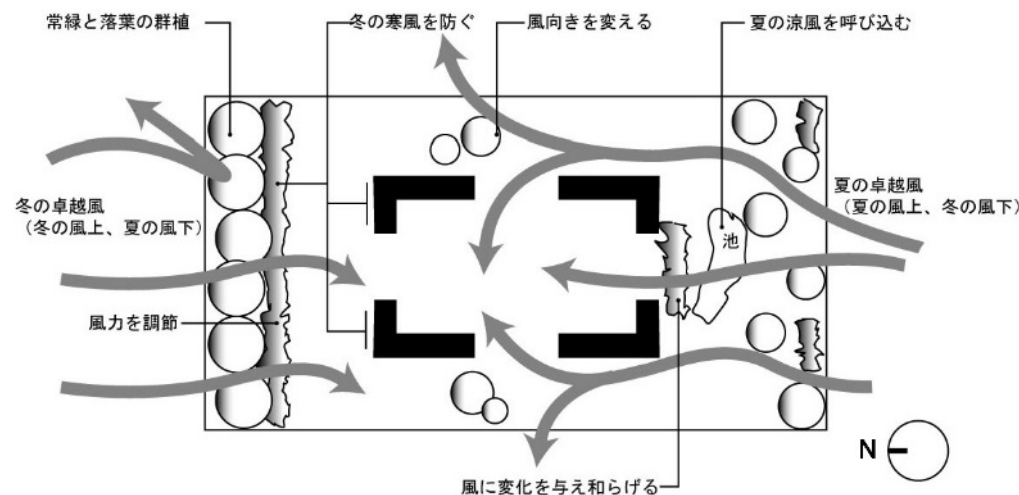 常緑と落葉の群植
冬の寒風を防ぐ
風向きを変える
夏の涼風を呼び込む
冬の卓越風
（冬の風上、夏の風下）
夏の卓越風
（夏の風上、冬の風下）
池
風力を調節
N
風に変化を与え和らげる